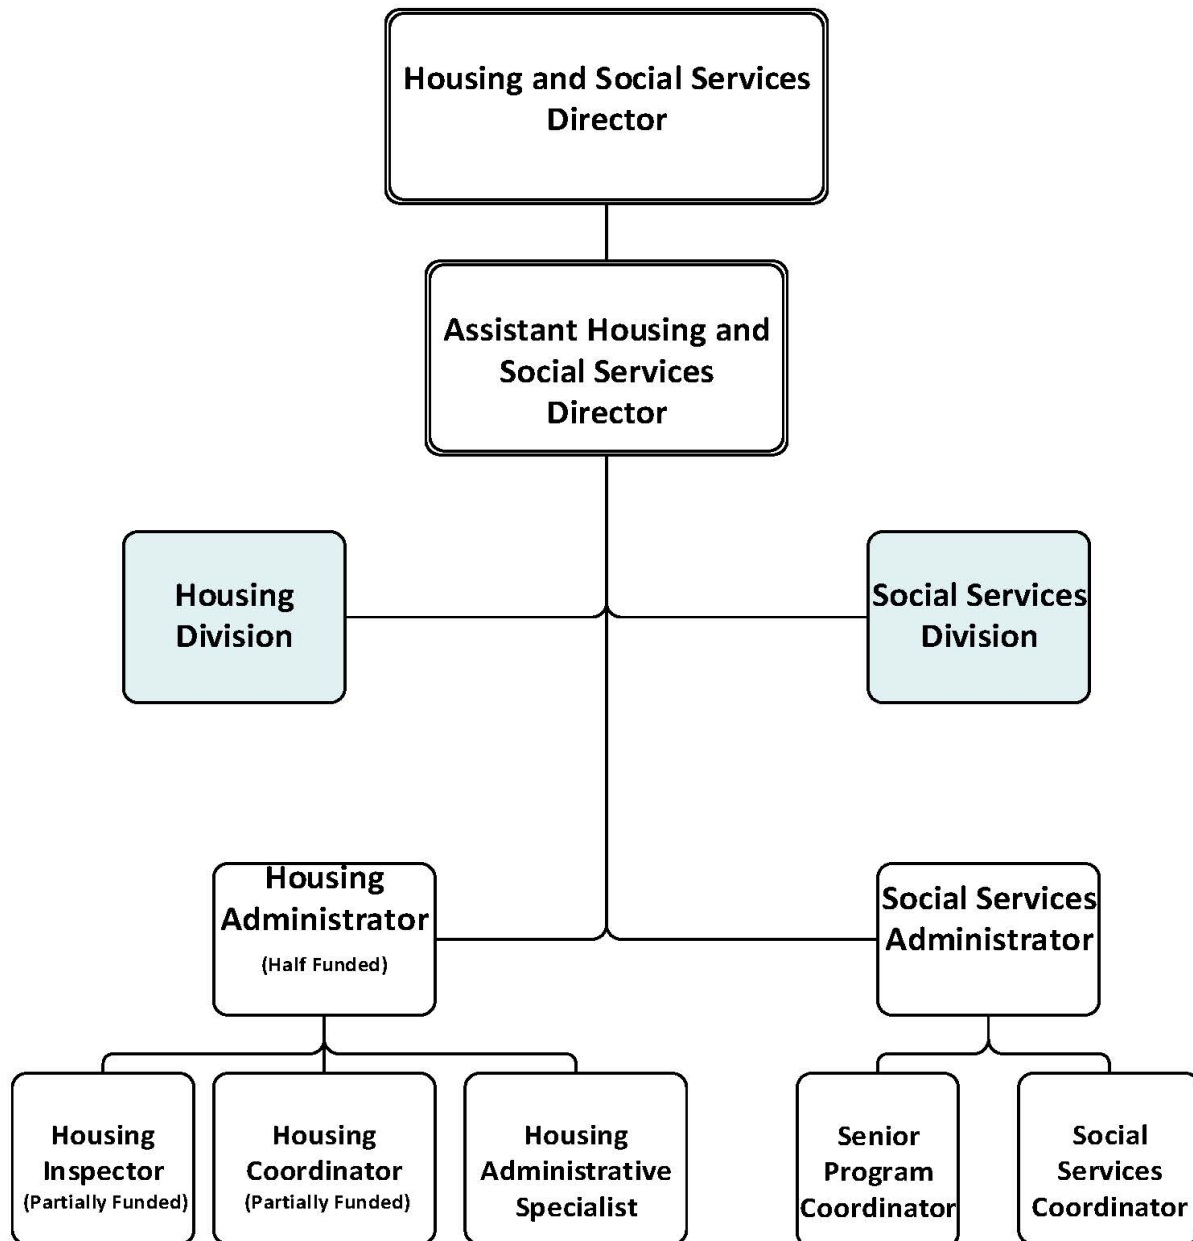 Housing and Social Services
Director
Assistant Housing and
Social Services
Director
Housing
Division
Social Services
Division
Housing
Administrator
(Half Funded)
Social Services
Administrator
Housing
Inspector
(Partially Funded)
Housing
Coordinator
(Partially Funded)
Housing
Administrative
Specialist
Senior
Program
Coordinator
Social
Services
Coordinator